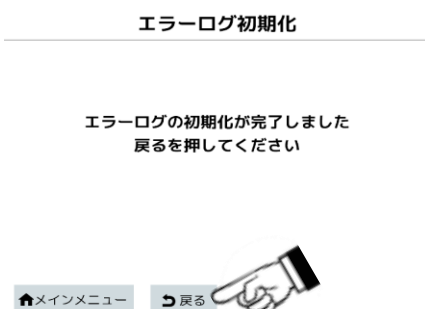 エラーログ初期化
エラーログの初期化が完了しました
戻るを押してください
メインメニュー
戻る